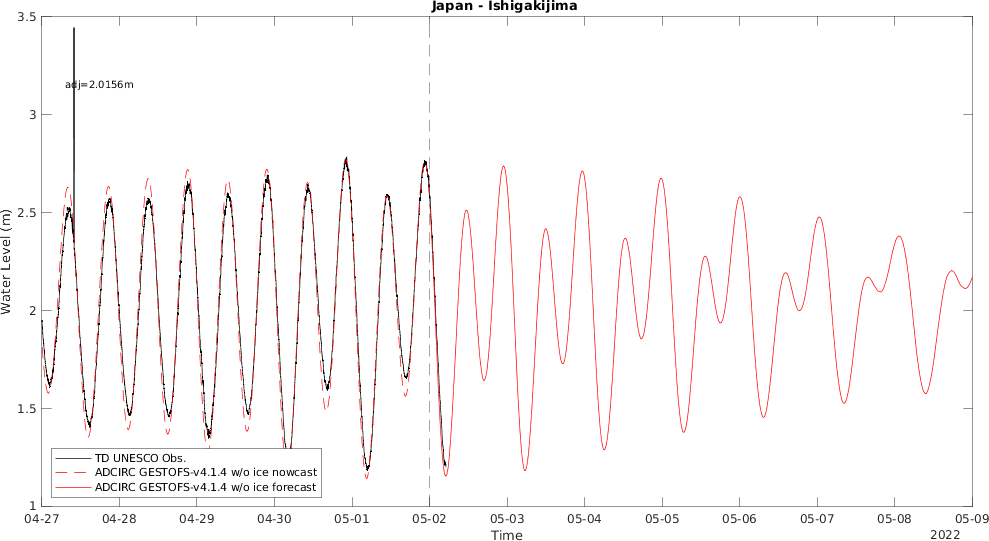 Japan - Ishigakijima
3.5
adj=2.0156m
3
2.5
2
1.5
1
Water Level (m)
TD UNESCO Obs.
ADCIRC GESTOFS-v4.1.4 w/o ice nowcast
ADCIRC GESTOFS-v4.1.4 w/o ice forecast
04-27 04-28 04-29 04-30 05-01 05-02 05-03 05-04 05-05 05-06 05-07 05-08 05-09
Time
2022